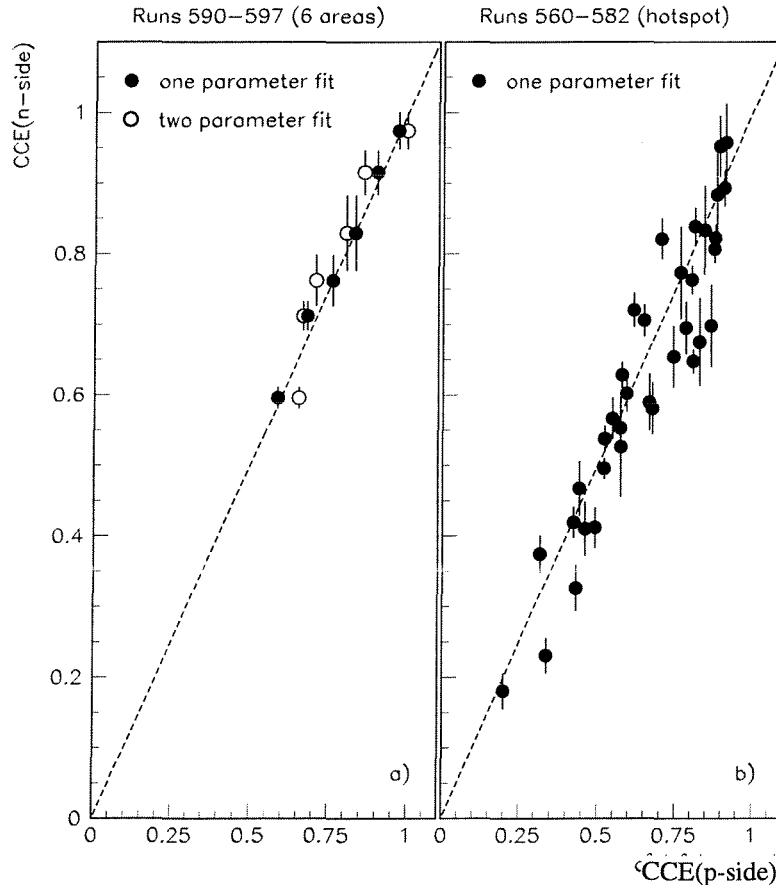 Runs 590–597 (6 areas)
Runs 560–582 (hotspot)
CCE(n-side)
one parameter fit
two parameter fit
one parameter fit
1
0.8
0.6
0.4
0.2
0
a)
b)
0 0.25 0.5 0.75 1
0.25 0.5 0.75 1
CCE(p-side)